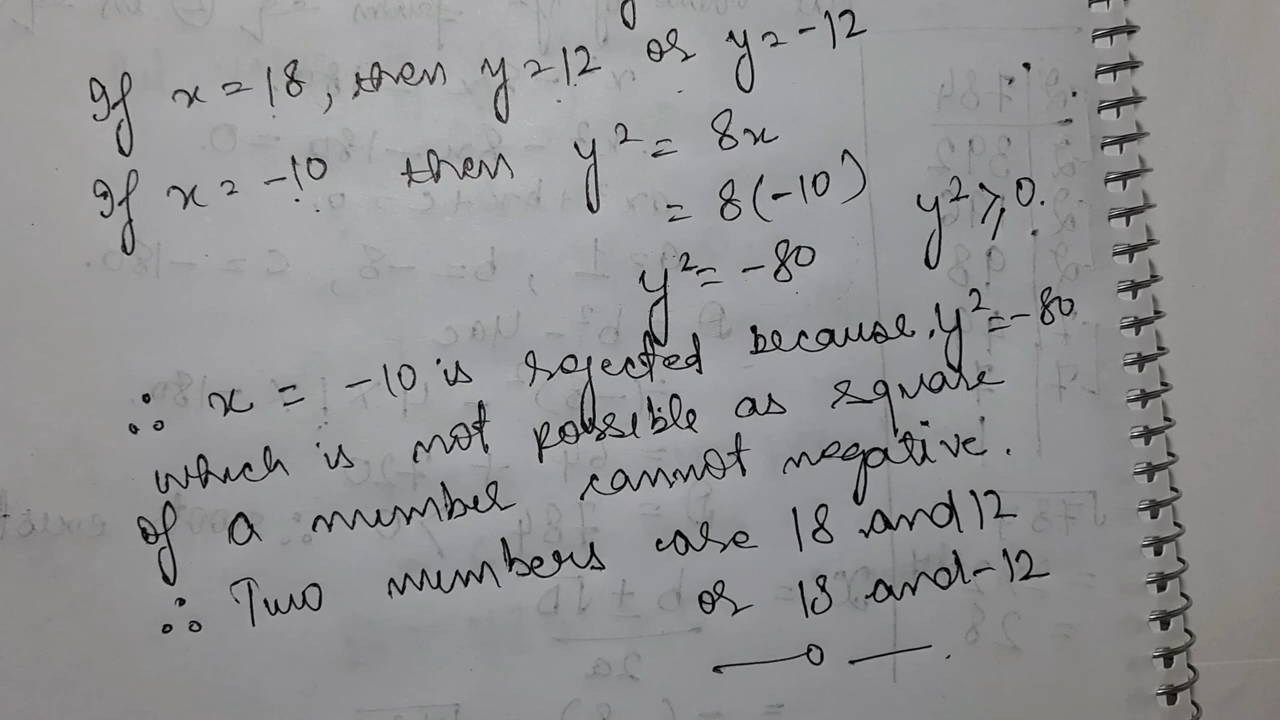 If x = 18, then y = 12 or y = -12
If x = -10 then y² = 8x
= 8(-10) y² ⩾ 0.
y² = -80
∴ x = -10 is rejected because, y² = -80
which is not possible as square
of a number cannot negative.
∴ Two numbers are 18 and 12
or 18 and -12
—o—.